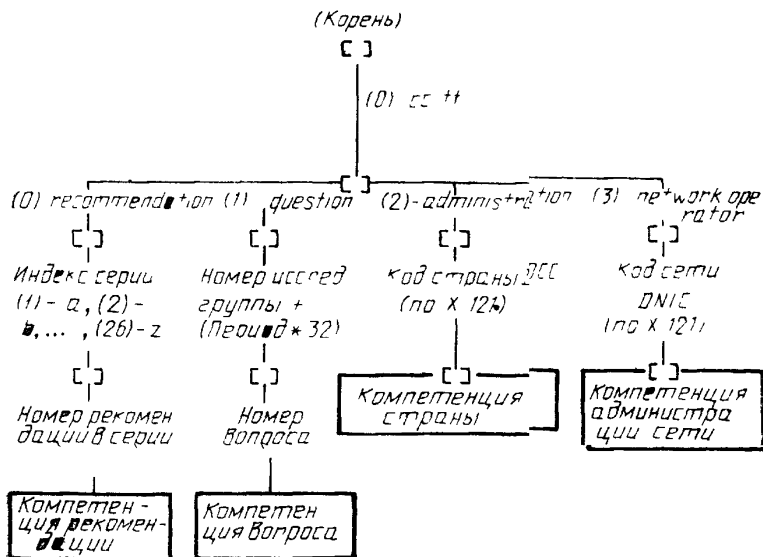 (Корень)
(0) ccitt
(0) recommendation (1) question (2)-administration (3) network ope
rator
Индекс серии
(1)-a, (2)-
b, ... , (26)-z
Номер исслед
группы +
(Период * 32)
Код страны DCC
(по X 121)
Код сети
DNIC
(по X 121)
Номер рекомен
дации в серии
Номер
вопроса
Компетенция
страны
Компетенция
администра
ции сети
Компетен-
ция рекомен-
дации
Компетен
ция вопроса